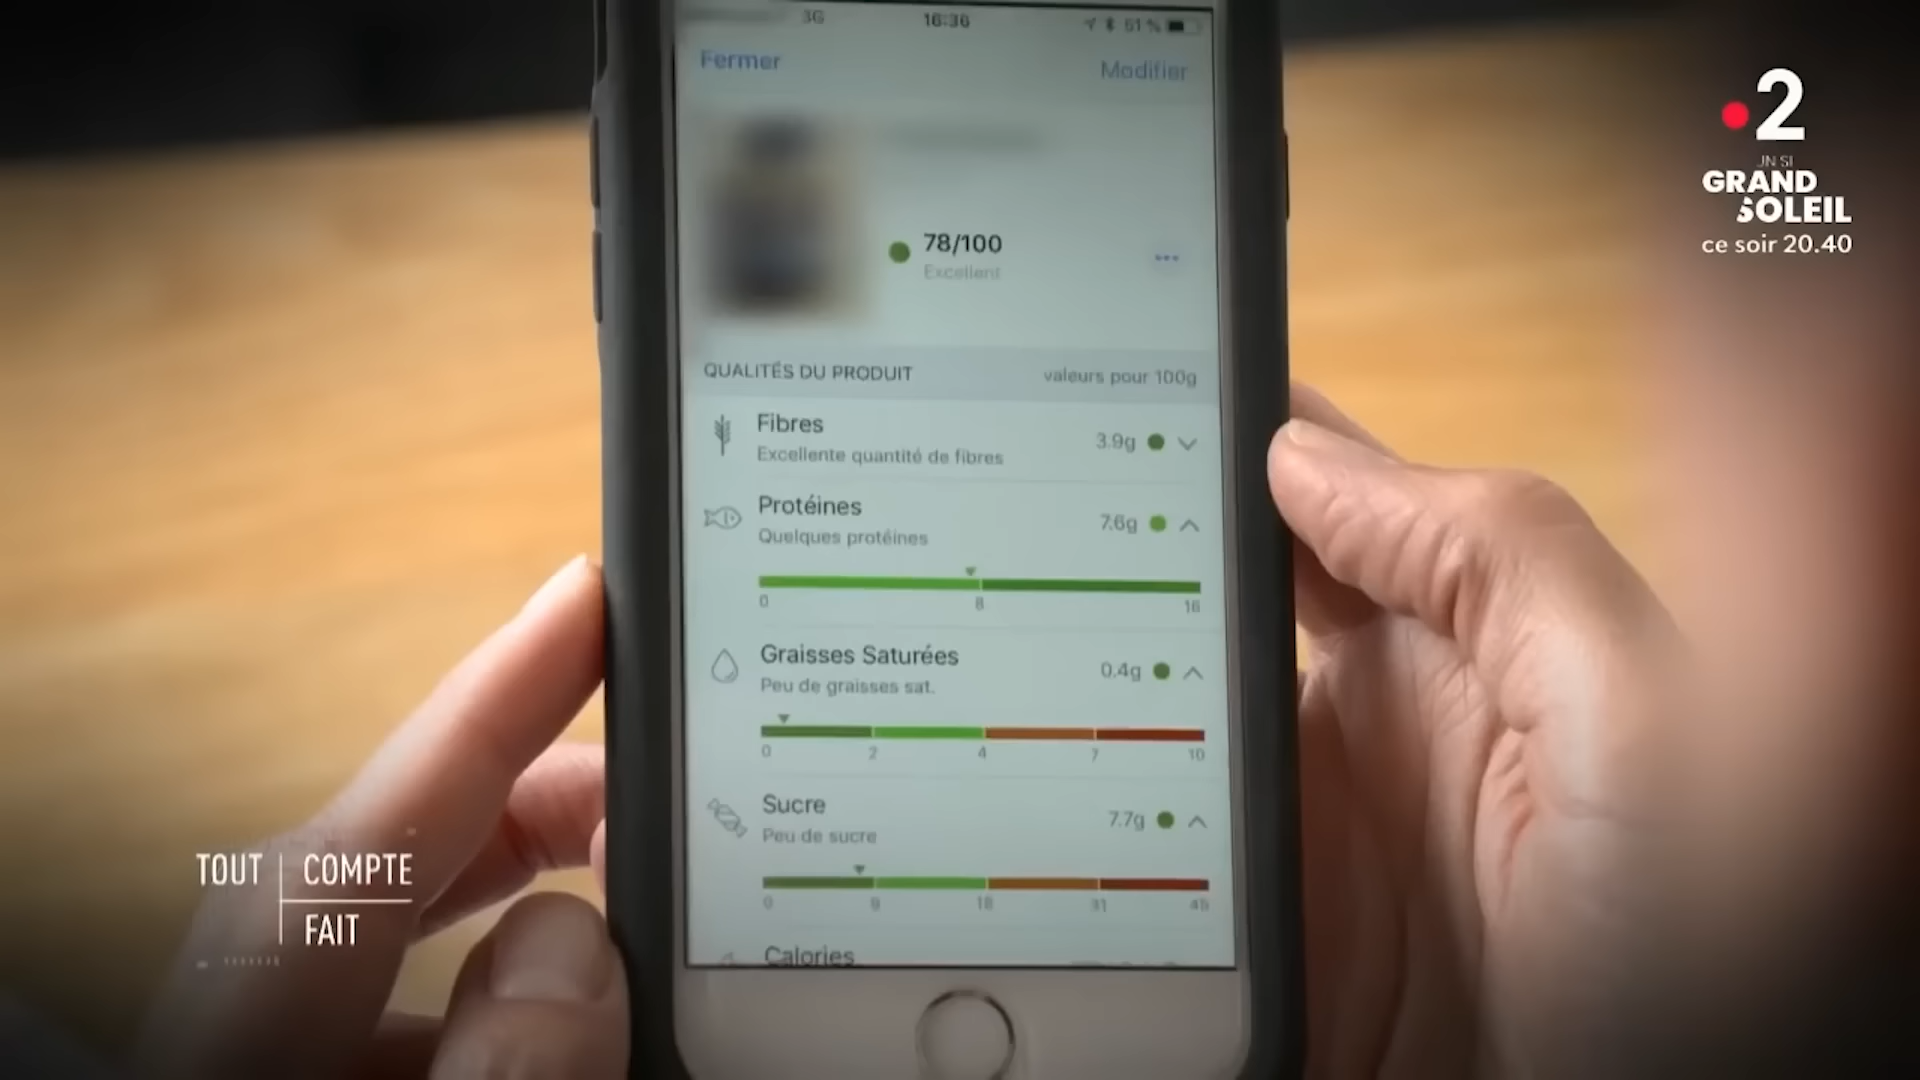 3G 16:36 61 %
Fermer Modifier
78/100
Excellent
QUALITÉS DU PRODUIT valeurs pour 100g
Fibres
Excellente quantité de fibres
3.9g
Protéines
Quelques protéines
7.6g
0 8 16
Graisses Saturées
Peu de graisses sat.
0.4g
0 2 4 7 10
Sucre
Peu de sucre
7.7g
0 9 18 31 45
Calories
2
UN SI
GRAND
SOLEIL
ce soir 20.40
TOUT COMPTE
FAIT